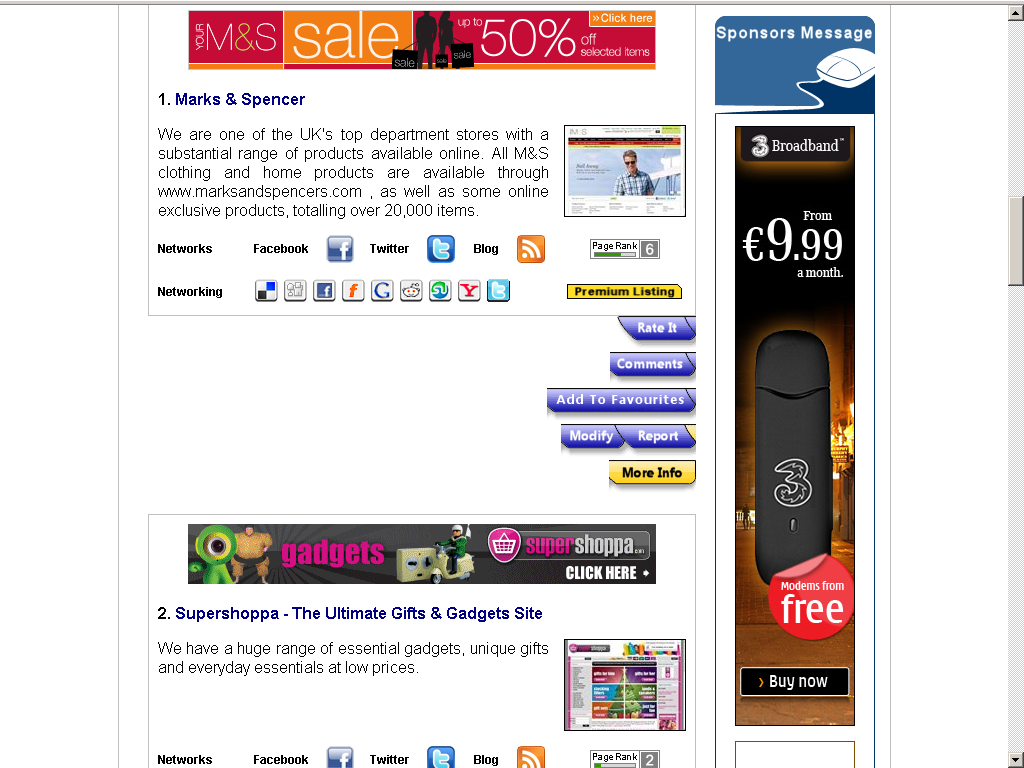 YOUR M&S sale up to 50% off selected items »Click here
Sponsors Message
1. Marks & Spencer
We are one of the UK's top department stores with a
substantial range of products available online. All M&S
clothing and home products are available through
www.marksandspencers.com , as well as some online
exclusive products, totalling over 20,000 items.
Networks Facebook Twitter Blog Page Rank 6
Networking Premium Listing
Rate It
Comments
Add To Favourites
Modify Report
More Info
gadgets supershoppa.com
CLICK HERE
2. Supershoppa - The Ultimate Gifts & Gadgets Site
We have a huge range of essential gadgets, unique gifts
and everyday essentials at low prices.
Networks Facebook Twitter Blog Page Rank 2
3 Broadband™
From
€9.99
a month.
3
Modems from
free
› Buy now